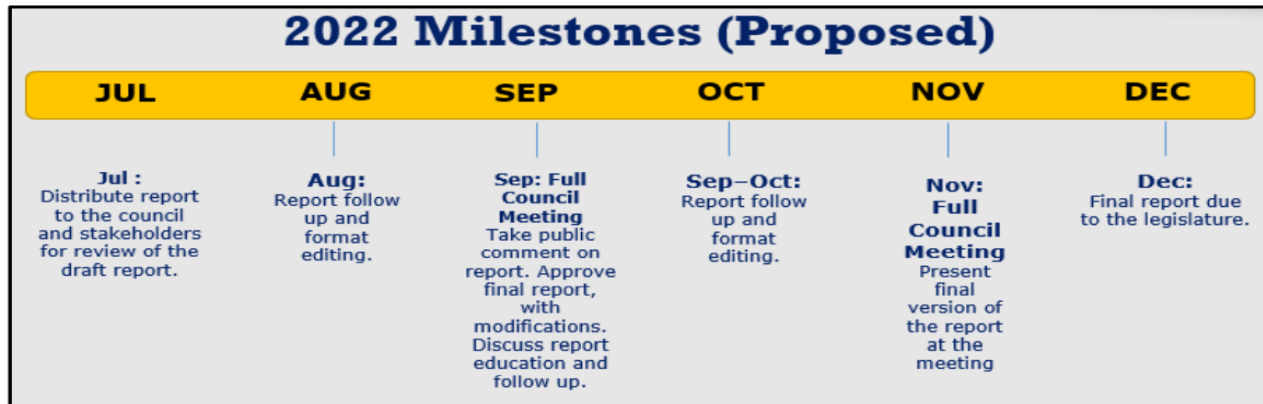 2022 Milestones (Proposed)
JUL AUG SEP OCT NOV DEC
Jul :
Distribute report
to the council
and stakeholders
for review of the
draft report.
Aug:
Report follow
up and
format
editing.
Sep: Full
Council
Meeting
Take public
comment on
report. Approve
final report,
with
modifications.
Discuss report
education and
follow up.
Sep–Oct:
Report follow
up and
format
editing.
Nov:
Full
Council
Meeting
Present
final
version of
the report
at the
meeting
Dec:
Final report due
to the legislature.